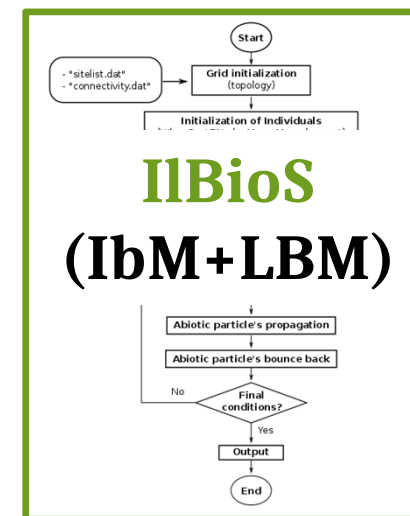 Start
- "sitelist.dat"
- "connectivity.dat"
Grid initialization
(topology)
Initialization of Individuals
IlBioS
(IbM+LBM)
Abiotic particle's propagation
Abiotic particle's bounce back
No
Final
conditions?
Yes
Output
End